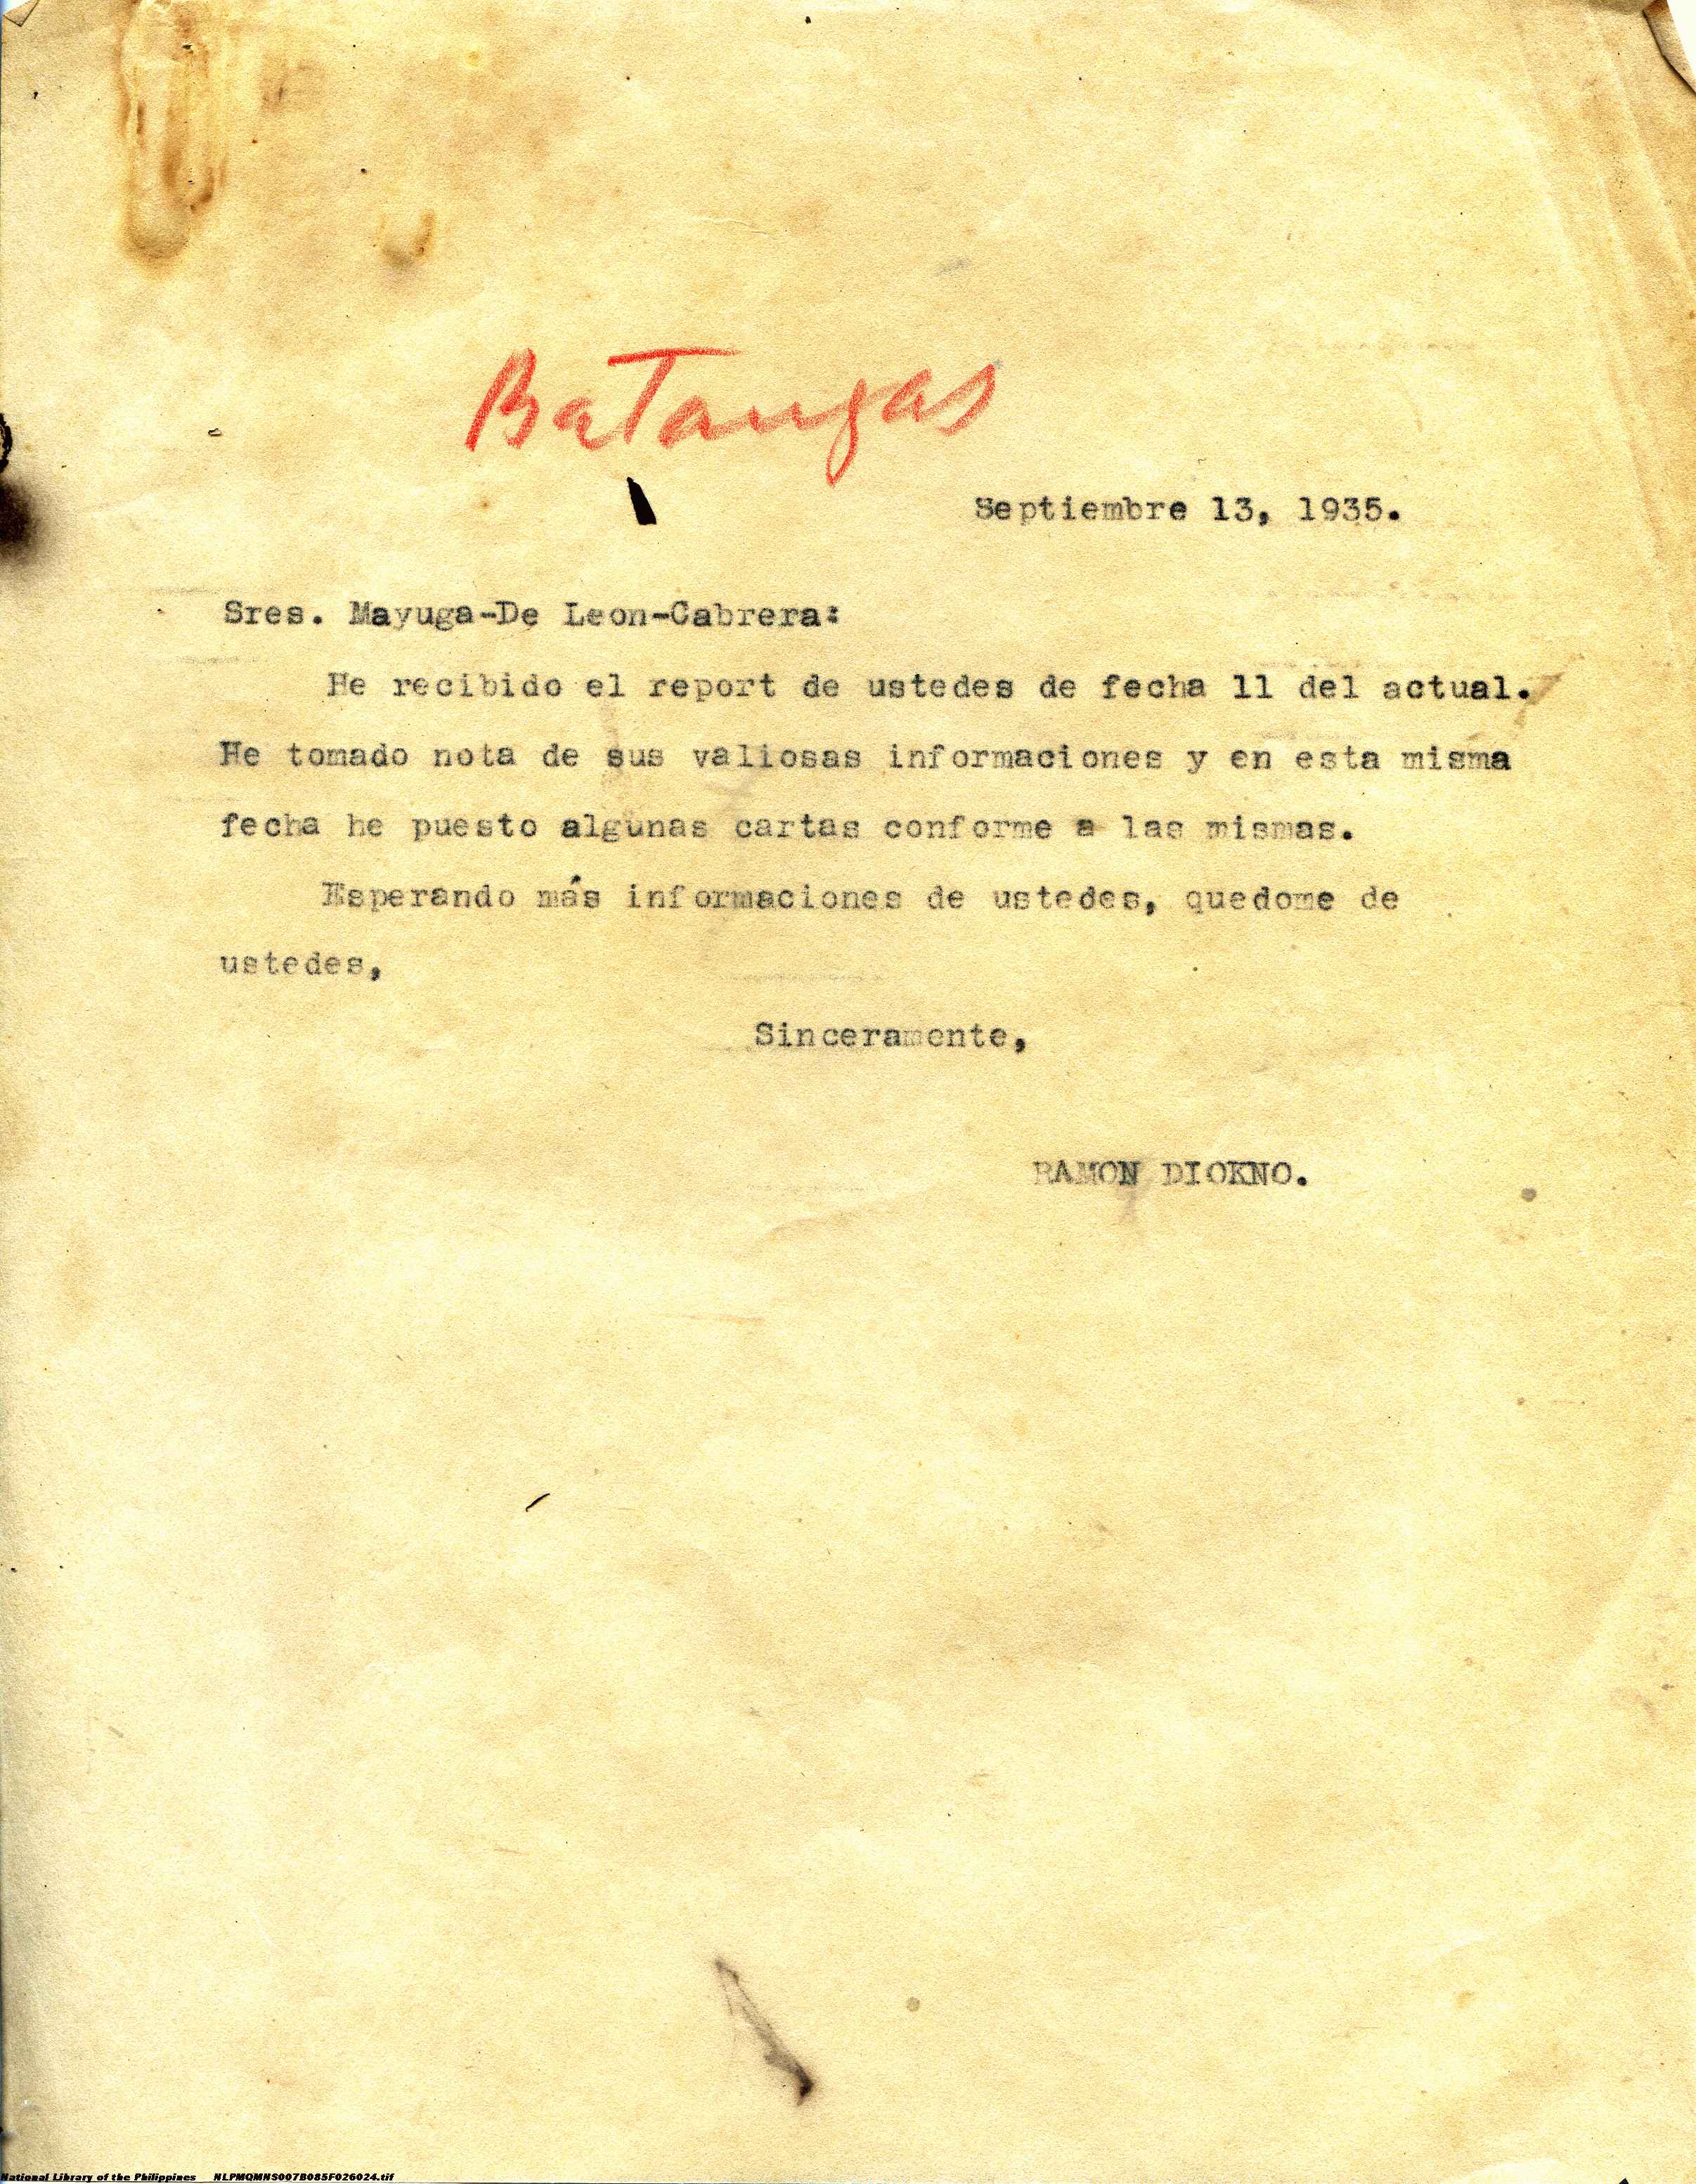 Batangas
Septiembre 13, 1935.
Sres. Mayuga-De Leon-Cabrera:
He recibido el report de ustedes de fecha 11 del actual.
He tomado nota de sus valiosas informaciones y en esta misma
fecha he puesto algunas cartas conforme a las mismas.
Esperando más informaciones de ustedes, quedome de
ustedes,
Sinceramente,
RAMON DIOKNO.
National Library of the Philippines NLPMQMNS007B085F026024.tif